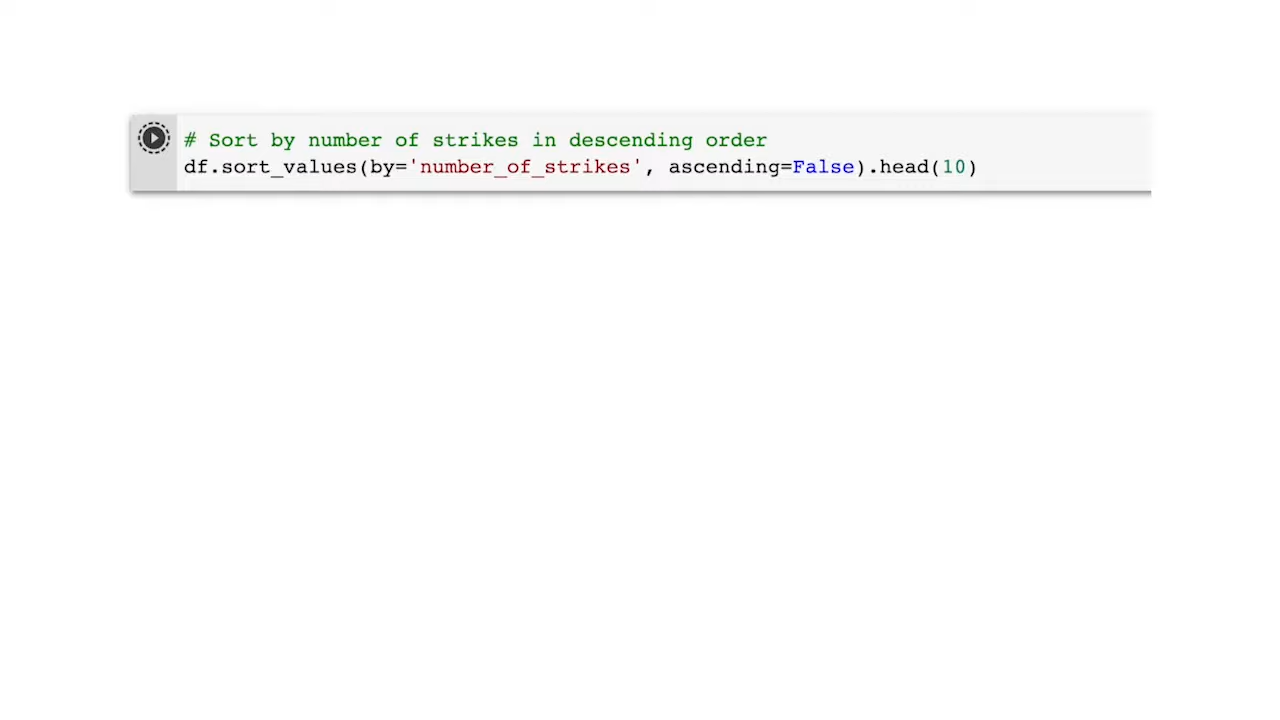 # Sort by number of strikes in descending order
df.sort_values(by='number_of_strikes', ascending=False).head(10)